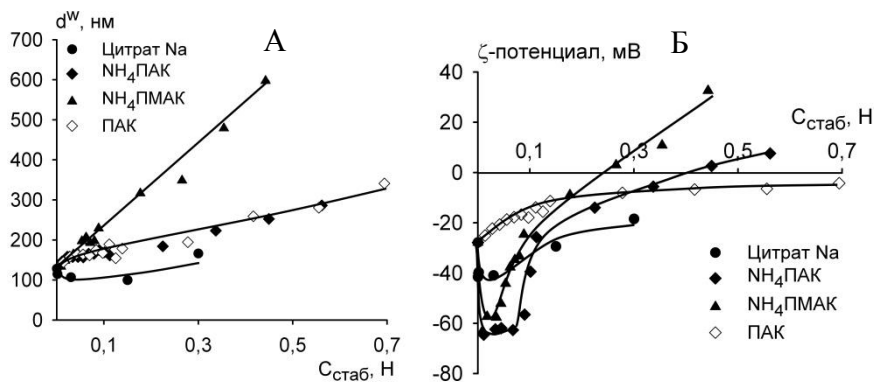 dʷ, нм
А
700
600
500
400
300
200
100
0
0,1
0,3
0,5
0,7
Cстаб, Н
Цитрат Na
NH₄ПАК
NH₄ПМАК
ПАК
ζ-потенциал, мВ
Б
40
20
0
-20
-40
-60
-80
0,1
0,3
0,5
0,7
Cстаб, Н
Цитрат Na
NH₄ПАК
NH₄ПМАК
ПАК